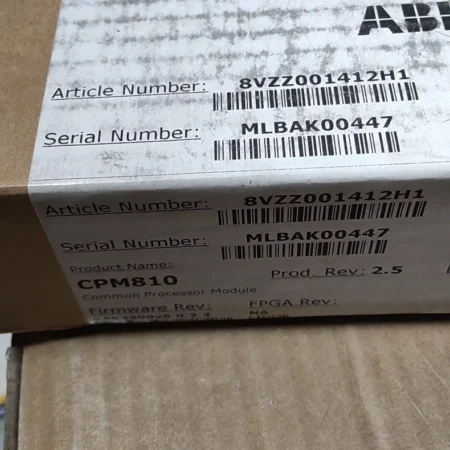 ABB
Article Number: 8VZZ001412H1
Serial Number: MLBAK00447
Article Number: 8VZZ001412H1
Serial Number: MLBAK00447
Product Name:
CPM810 Prod. Rev: 2.5
Common Processor Module
Firmware Rev: FPGA Rev:
NA